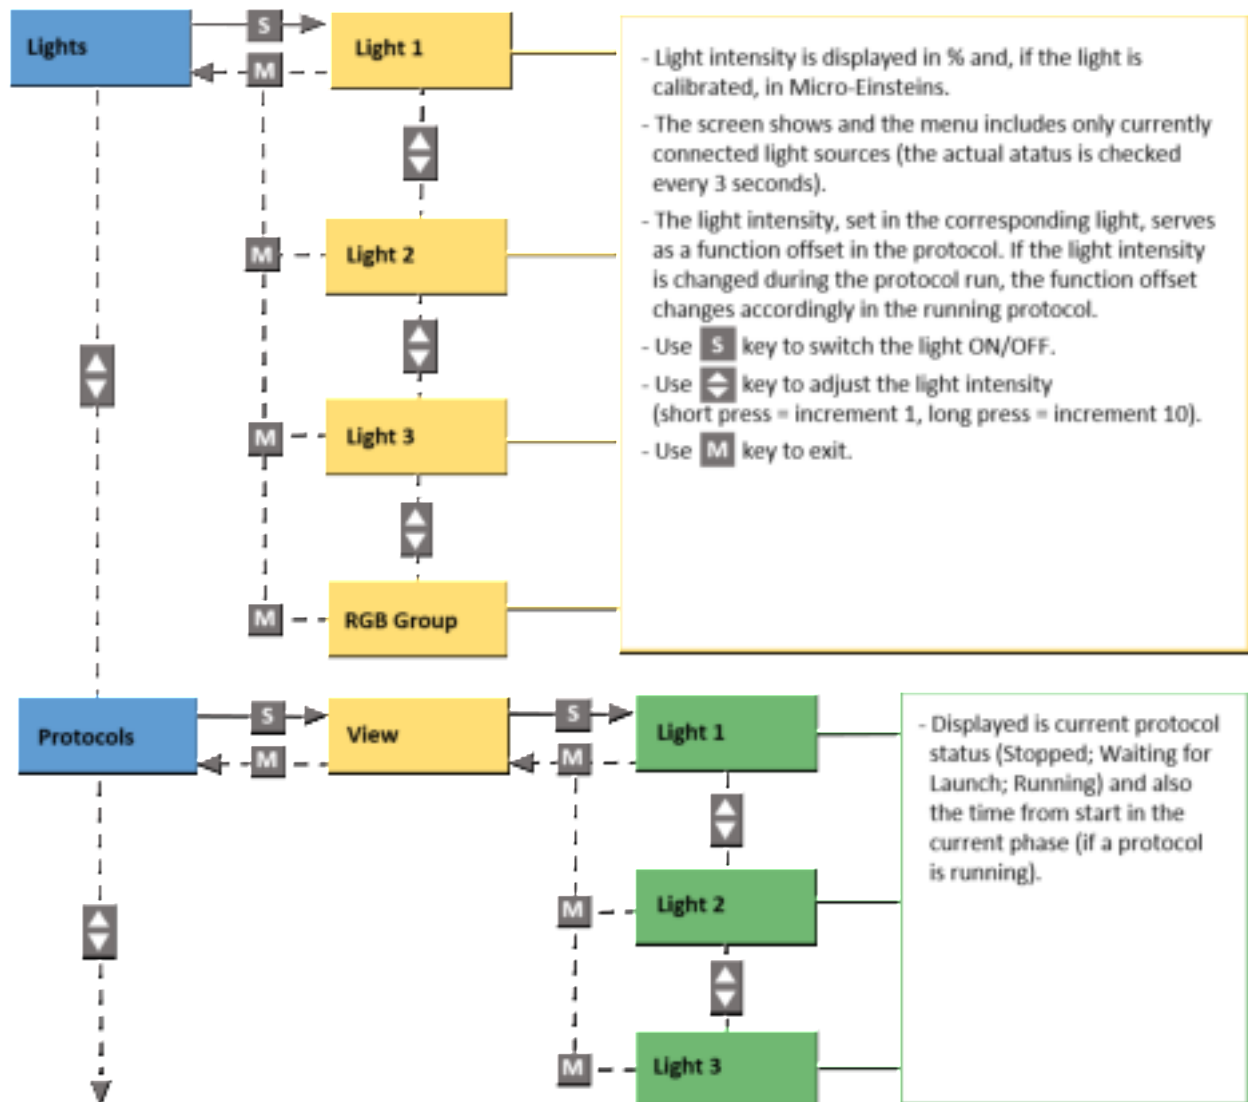 Lights
S
Light 1
M
- Light intensity is displayed in % and, if the light is
calibrated, in Micro-Einsteins.
- The screen shows and the menu includes only currently
connected light sources (the actual atatus is checked
every 3 seconds).
- The light intensity, set in the corresponding light, serves
as a function offset in the protocol. If the light intensity
is changed during the protocol run, the function offset
changes accordingly in the running protocol.
- Use S key to switch the light ON/OFF.
- Use key to adjust the light intensity
(short press = increment 1, long press = increment 10).
- Use M key to exit.
M
Light 2
M
Light 3
M
RGB Group
Protocols
S
M
View
S
M
Light 1
- Displayed is current protocol
status (Stopped; Waiting for
Launch; Running) and also
the time from start in the
current phase (if a protocol
is running).
M
Light 2
M
Light 3